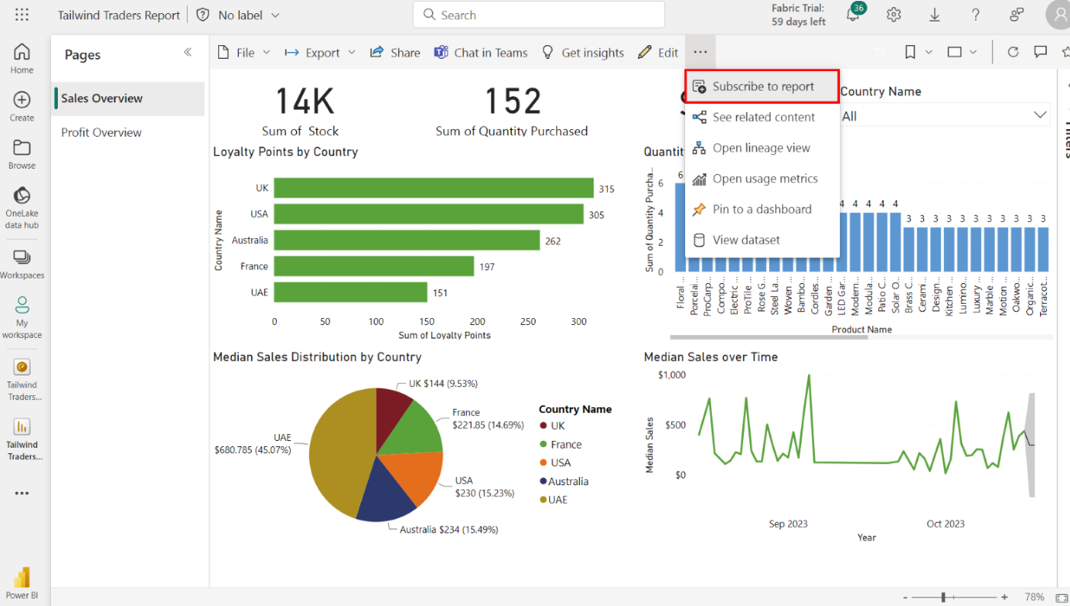 Tailwind Traders Report
No label
Search
Fabric Trial:
59 days left
36
Home
Create
Browse
OneLake
data hub
Workspaces
My
workspace
Tailwind
Traders...
Tailwind
Traders...
Power BI
Pages
Sales Overview
Profit Overview
File
Export
Share
Chat in Teams
Get insights
Edit
Subscribe to report
See related content
Open lineage view
Open usage metrics
Pin to a dashboard
View dataset
14K
Sum of Stock
152
Sum of Quantity Purchased
Country Name
All
Filters
Loyalty Points by Country
Country Name
UK
315
USA
305
Australia
262
France
197
UAE
151
0 50 100 150 200 250 300
Sum of Loyalty Points
Quantit
Sum of Quantity Purcha...
6
4
2
0
6
4 4 4 4 4 3 3 3 3 3 3 3 3 3 3 3
Floral ...
Porcelai...
ProCarp...
Compo...
Electric ...
ProTile ...
Rose G...
Steel La...
Woven ...
Bambo...
Cordles...
Garden ...
LED Gar...
Modern...
Modula...
Patio C...
Solar O...
Brass C...
Cerami...
Design...
Kitchen ...
Lumino...
Luxury ...
Marble ...
Motion ...
Oakwo...
Organic...
Terracot...
Product Name
Median Sales Distribution by Country
UK $144 (9.53%)
France
$221.85 (14.69%)
USA
$230 (15.23%)
Australia $234 (15.49%)
UAE
$680.785 (45.07%)
Country Name
UK
France
USA
Australia
UAE
Median Sales over Time
Median Sales
$1,000
$500
$0
Sep 2023
Oct 2023
Year
78%